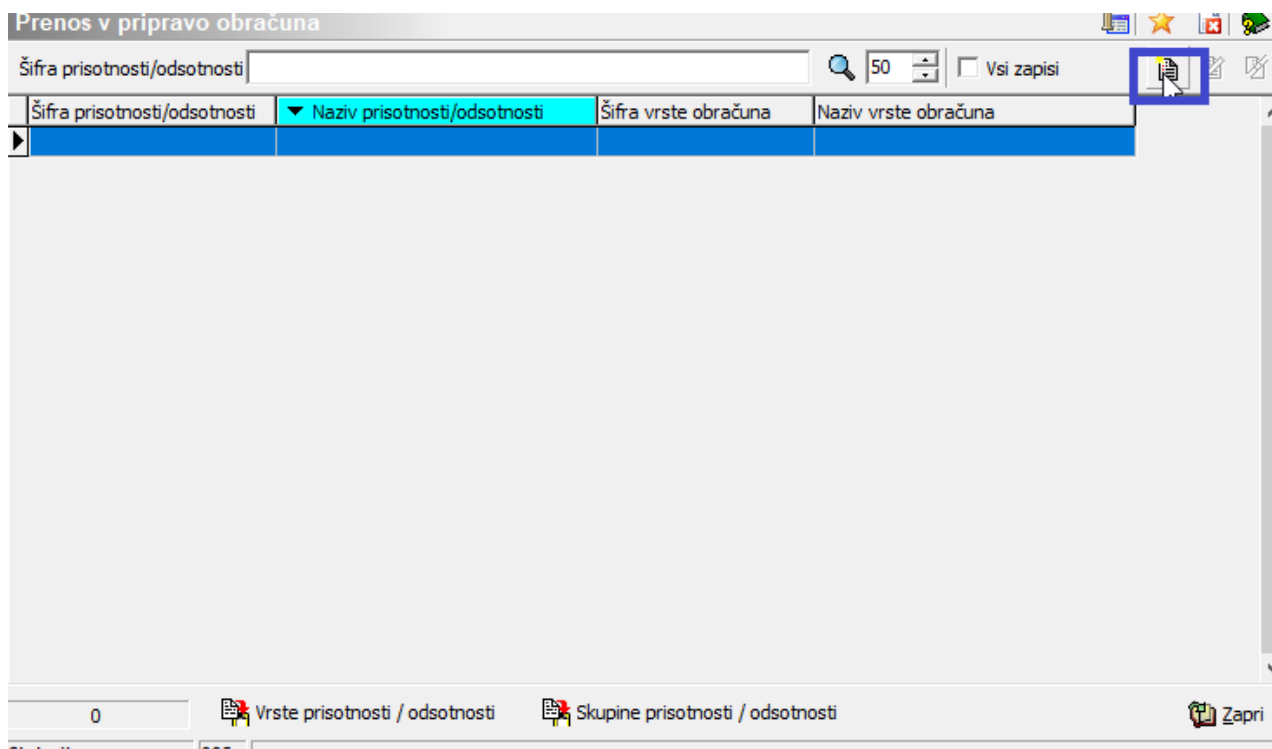 Prenos v pripravo obračuna
Šifra prisotnosti/odsotnosti 50 Vsi zapisi
Šifra prisotnosti/odsotnosti Naziv prisotnosti/odsotnosti Šifra vrste obračuna Naziv vrste obračuna
0 Vrste prisotnosti / odsotnosti Skupine prisotnosti / odsotnosti Zapri